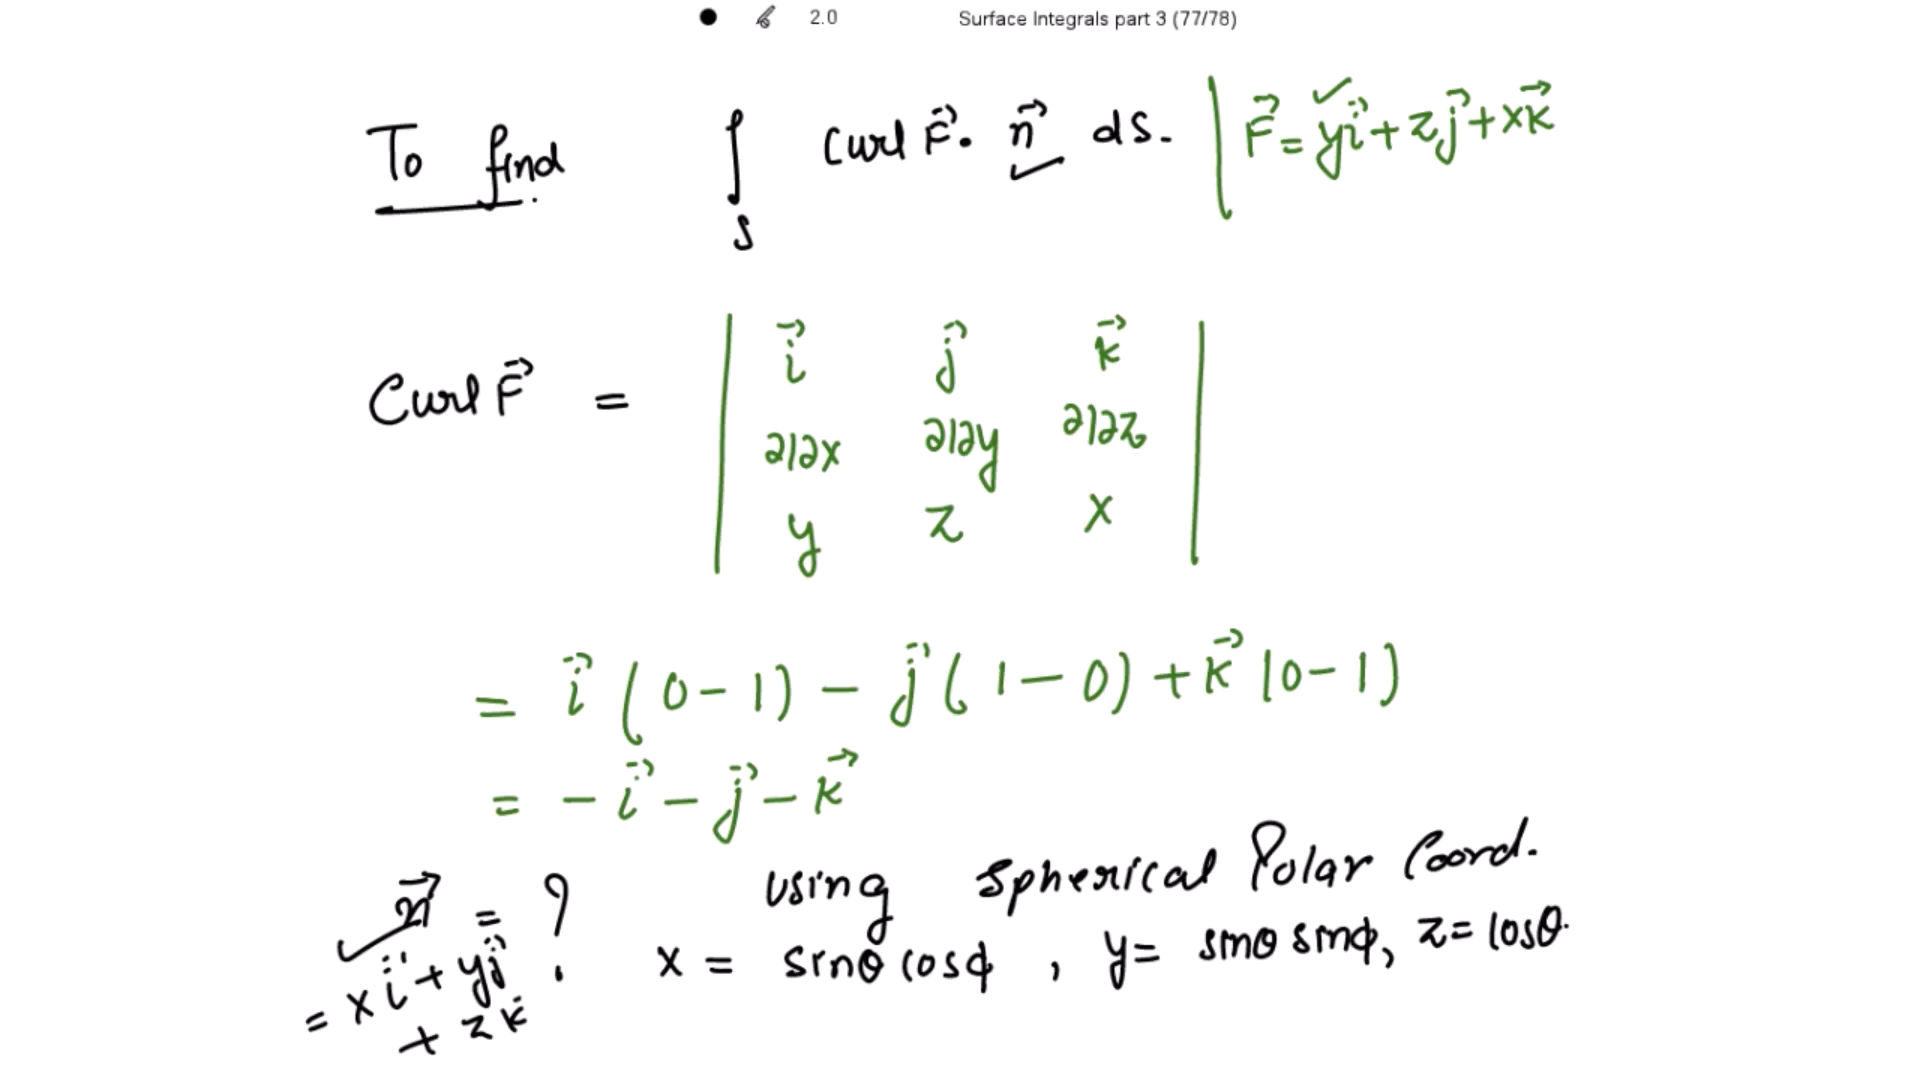 2.0 Surface Integrals part 3 (77/78)
To find ∫_S curl F⃗ . n⃗ ds. | F⃗ = yi⃗ + zj⃗ + xk⃗
Curl F⃗ = | i⃗ j⃗ k⃗
∂/∂x ∂/∂y ∂/∂z
y z x |
= i⃗ (0-1) - j⃗ (1-0) + k⃗ (0-1)
= - i⃗ - j⃗ - k⃗
n⃗ = ? using spherical Polar Coord.
= xi⃗ + yj⃗ + zk⃗
x = sinθ cosϕ , y = sinθ sinϕ, z = cosθ.